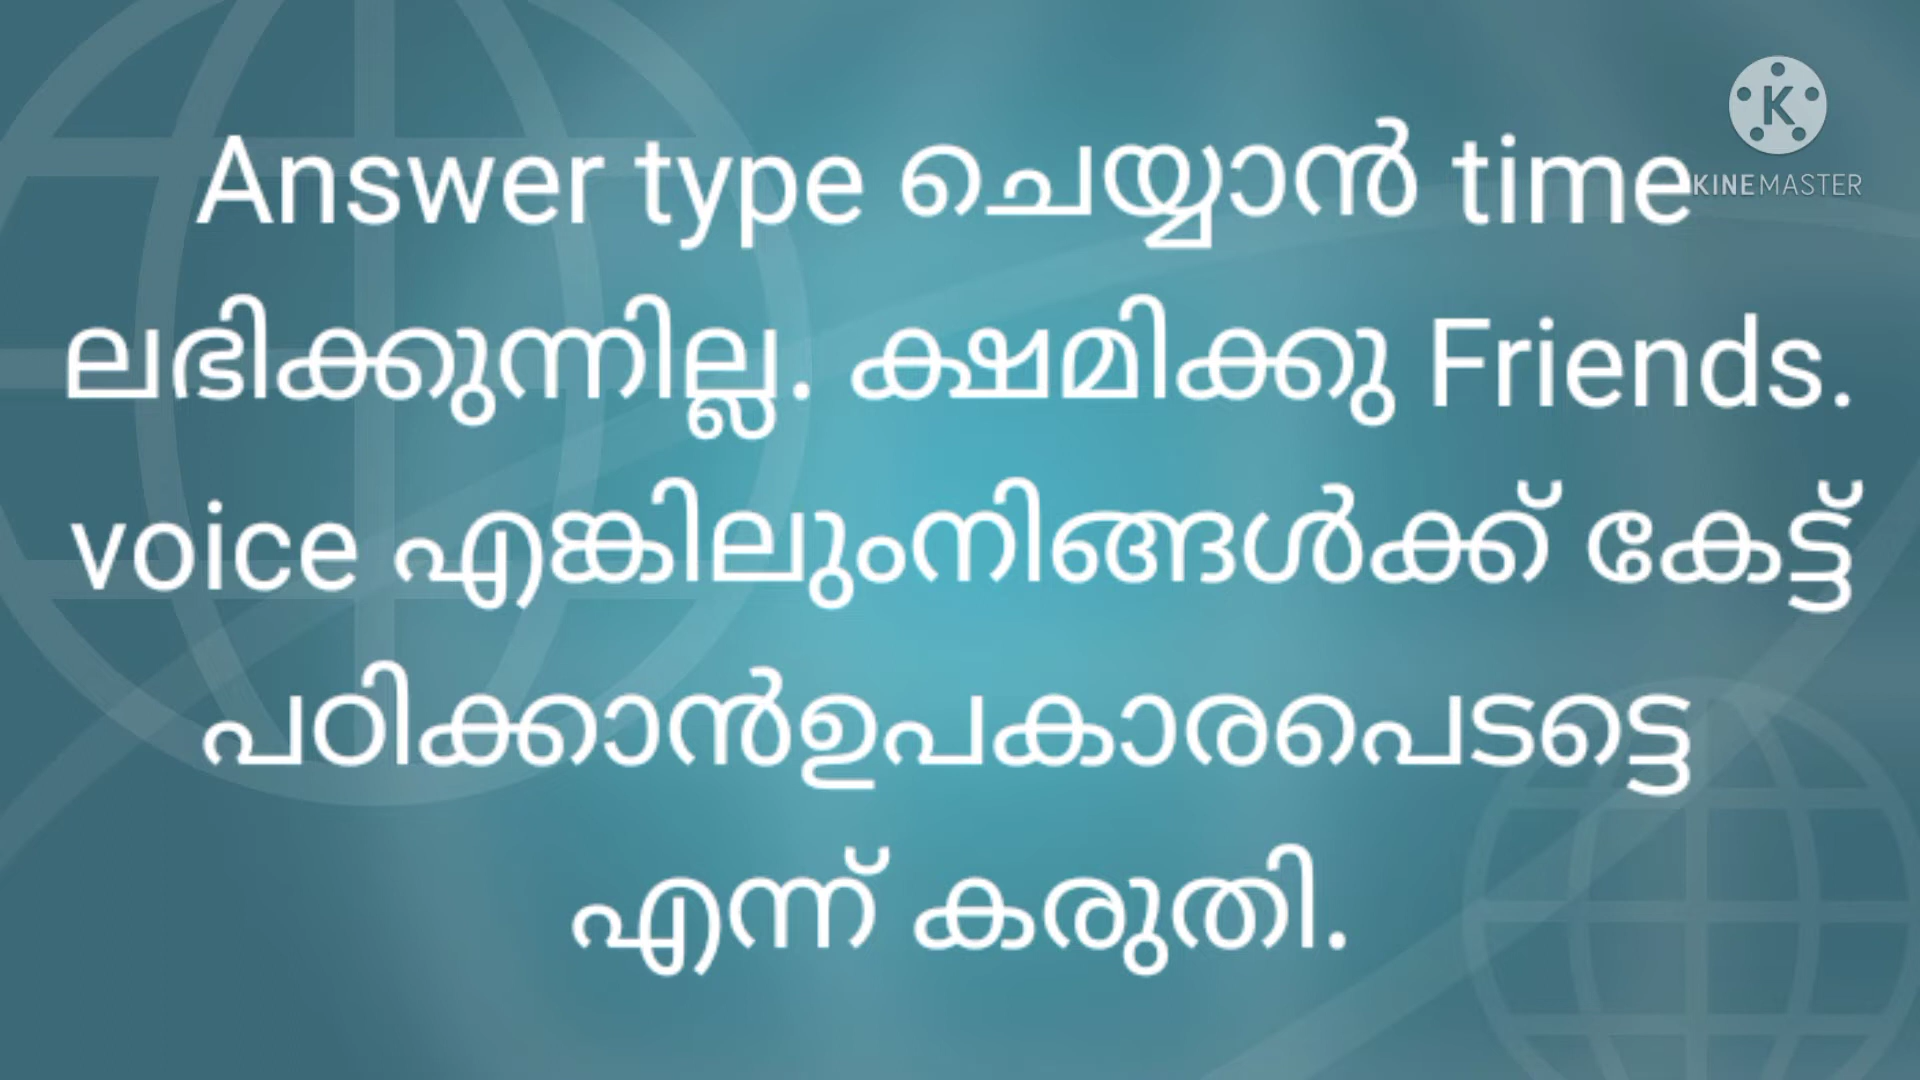 Answer type ചെയ്യാൻ time
KINEMASTER
ലഭിക്കുന്നില്ല. ക്ഷമിക്കു Friends.
voice എങ്കിലുംനിങ്ങൾക്ക് കേട്ട്
പഠിക്കാൻഉപകാരപെടട്ടെ
എന്ന് കരുതി.